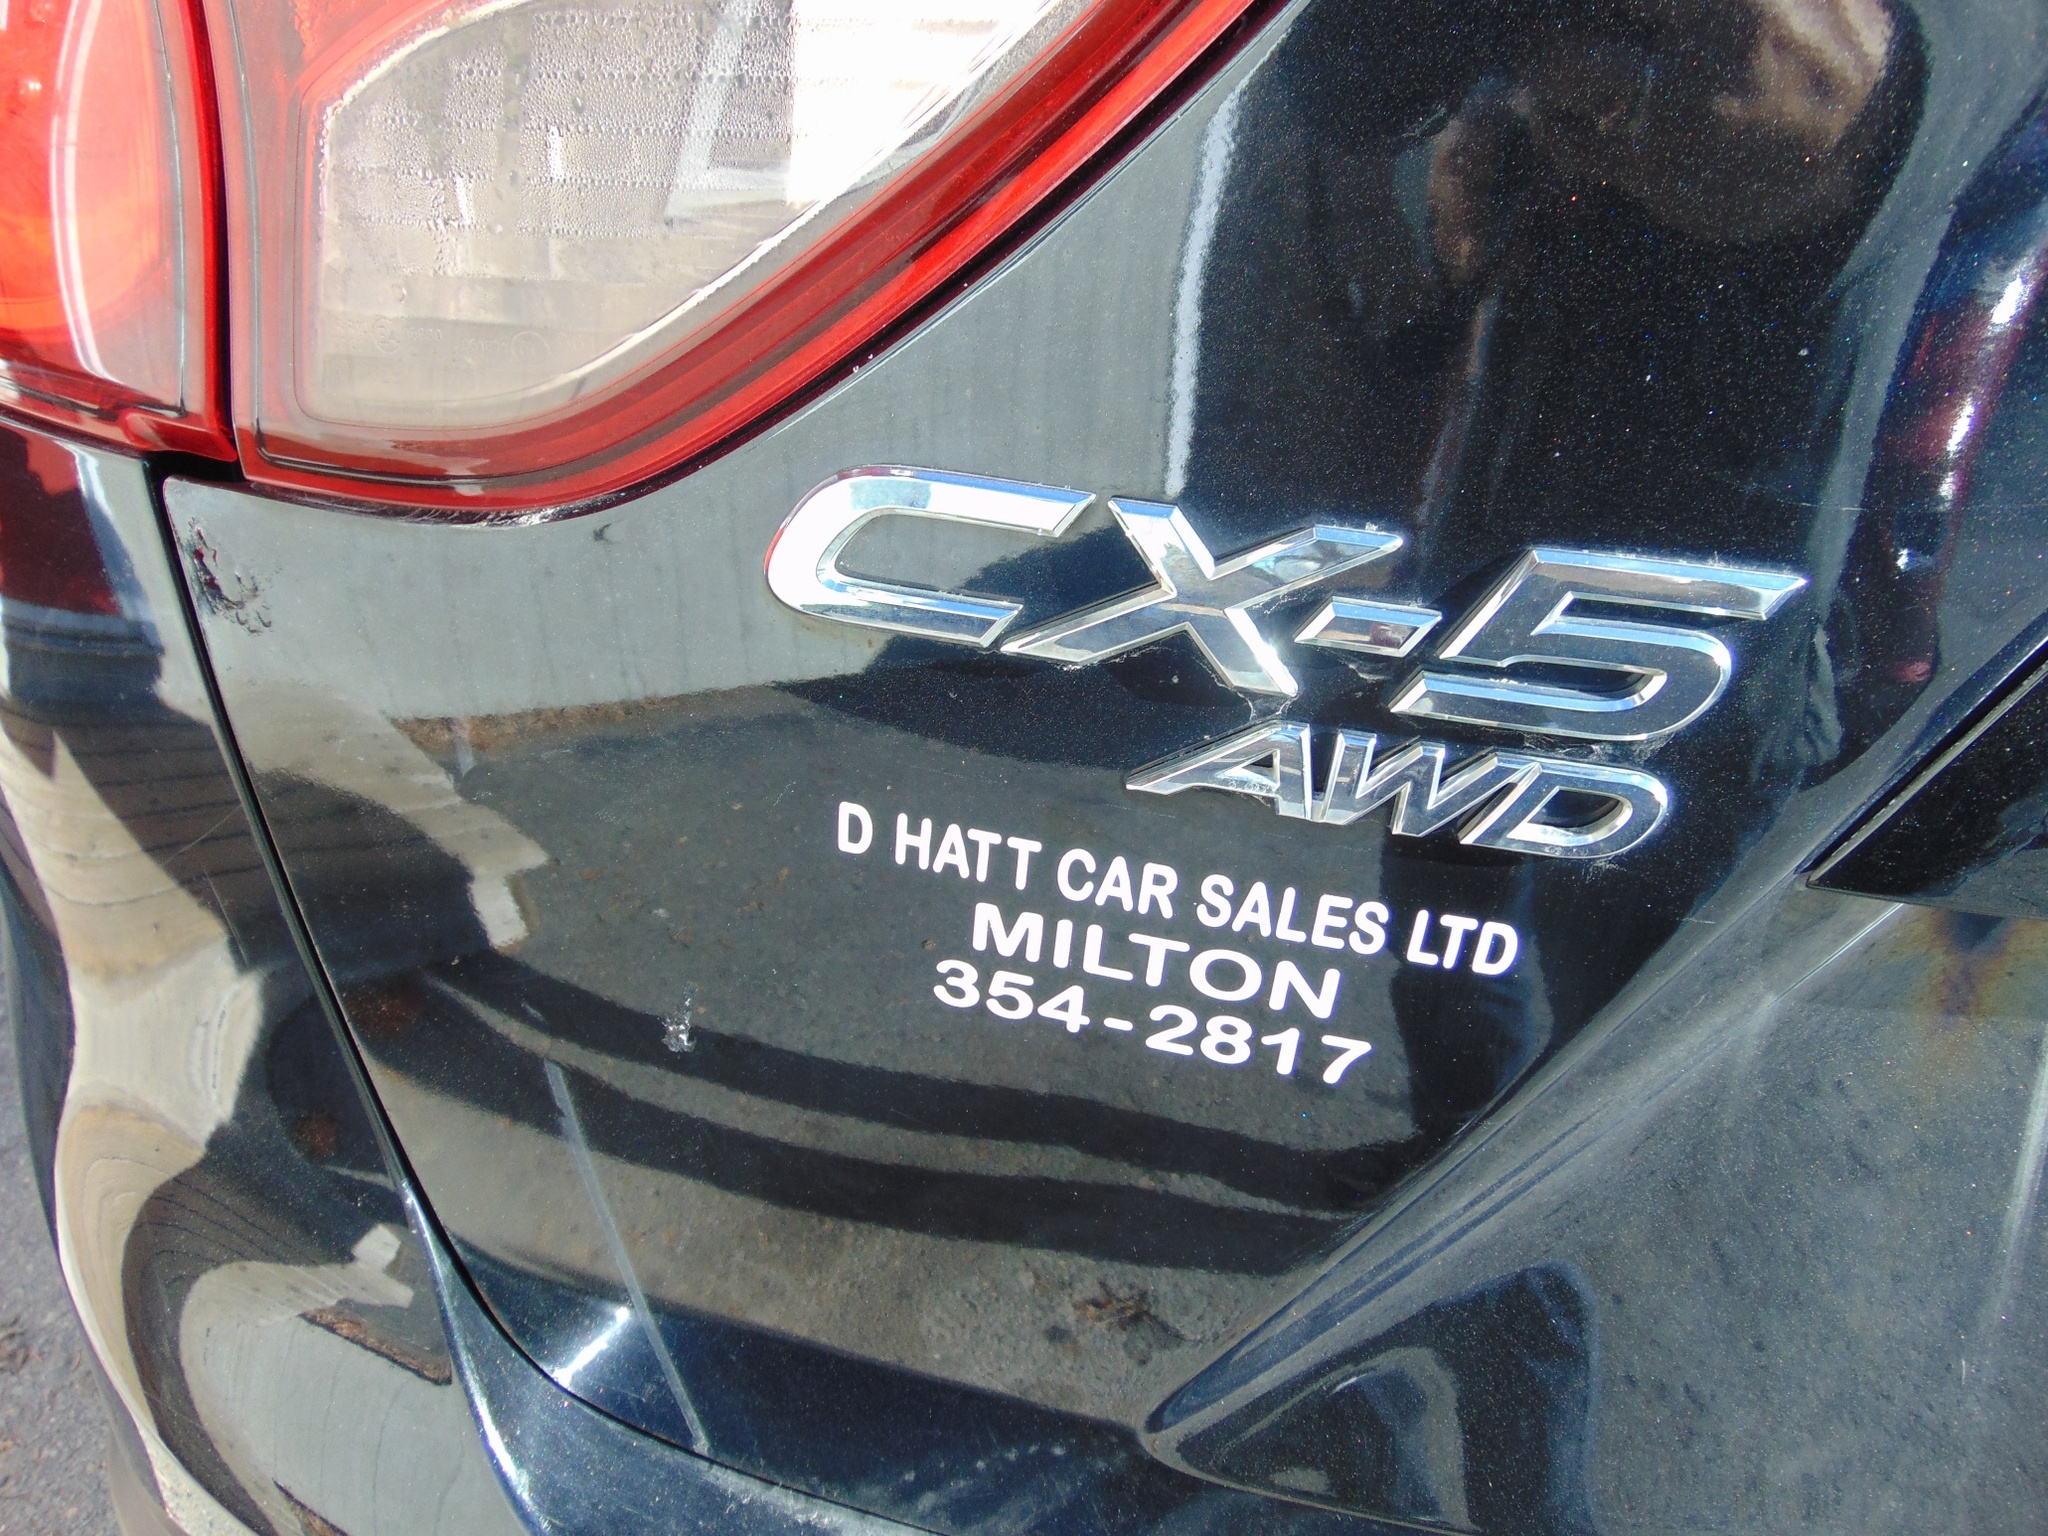 CX-5
AWD
D HATT CAR SALES LTD
MILTON
354-2817